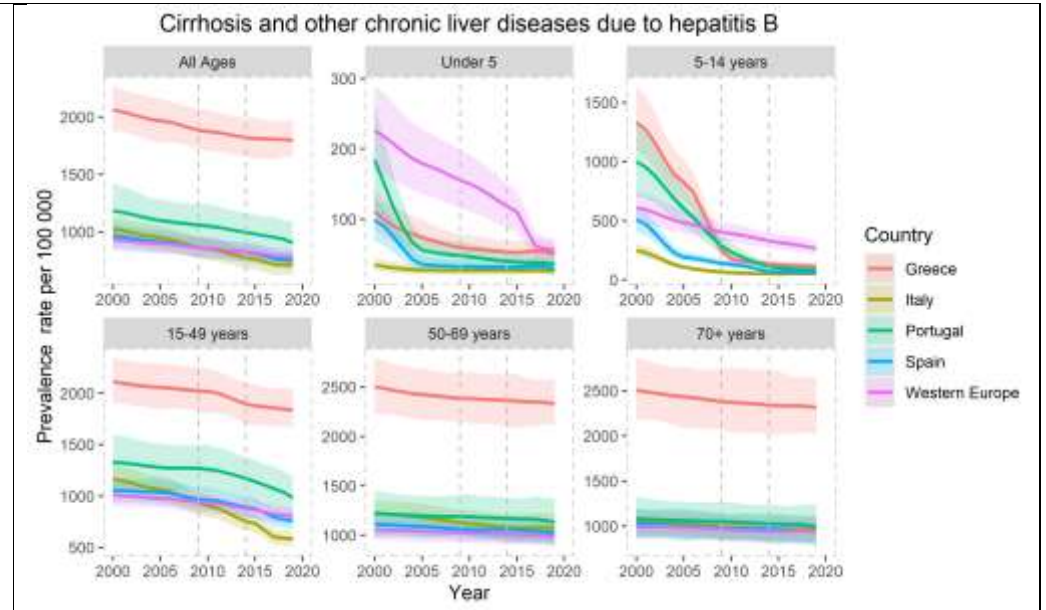 Cirrhosis and other chronic liver diseases due to hepatitis B
All Ages
Under 5
5-14 years
2000
1500
1000
2000 2005 2010 2015 2020
300
200
100
2000 2005 2010 2015 2020
1500
1000
500
0
2000 2005 2010 2015 2020
15-49 years
50-69 years
70+ years
2000
1500
1000
500
2000 2005 2010 2015 2020
2500
2000
1500
1000
2000 2005 2010 2015 2020
2500
2000
1500
1000
2000 2005 2010 2015 2020
Prevalence rate per 100 000
Year
Country
Greece
Italy
Portugal
Spain
Western Europe